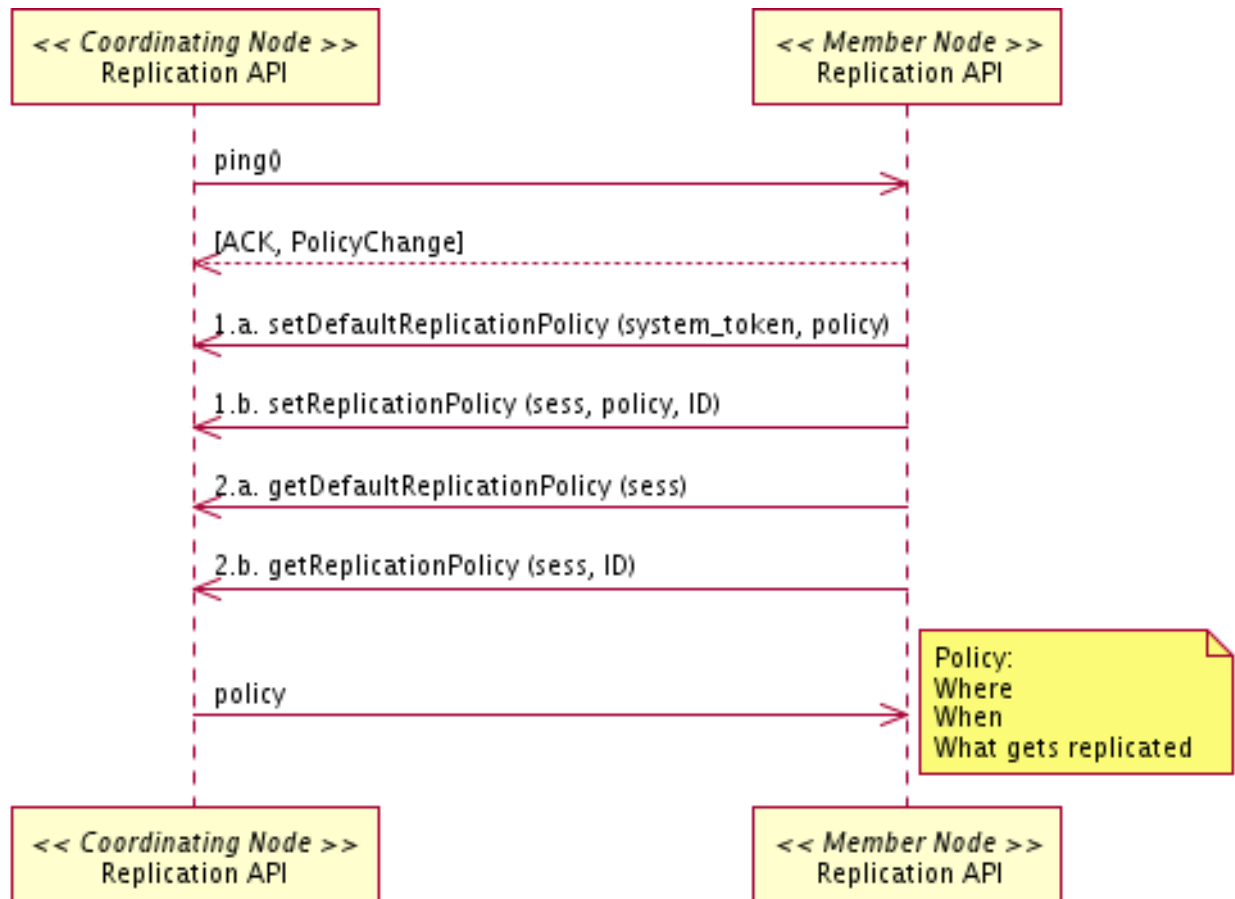 << Coordinating Node >>
Replication API
<< Member Node >>
Replication API
ping()
[ACK, PolicyChange]
1.a. setDefaultReplicationPolicy (system_token, policy)
1.b. setReplicationPolicy (sess, policy, ID)
2.a. getDefaultReplicationPolicy (sess)
2.b. getReplicationPolicy (sess, ID)
policy
Policy:
Where
When
What gets replicated
<< Coordinating Node >>
Replication API
<< Member Node >>
Replication API